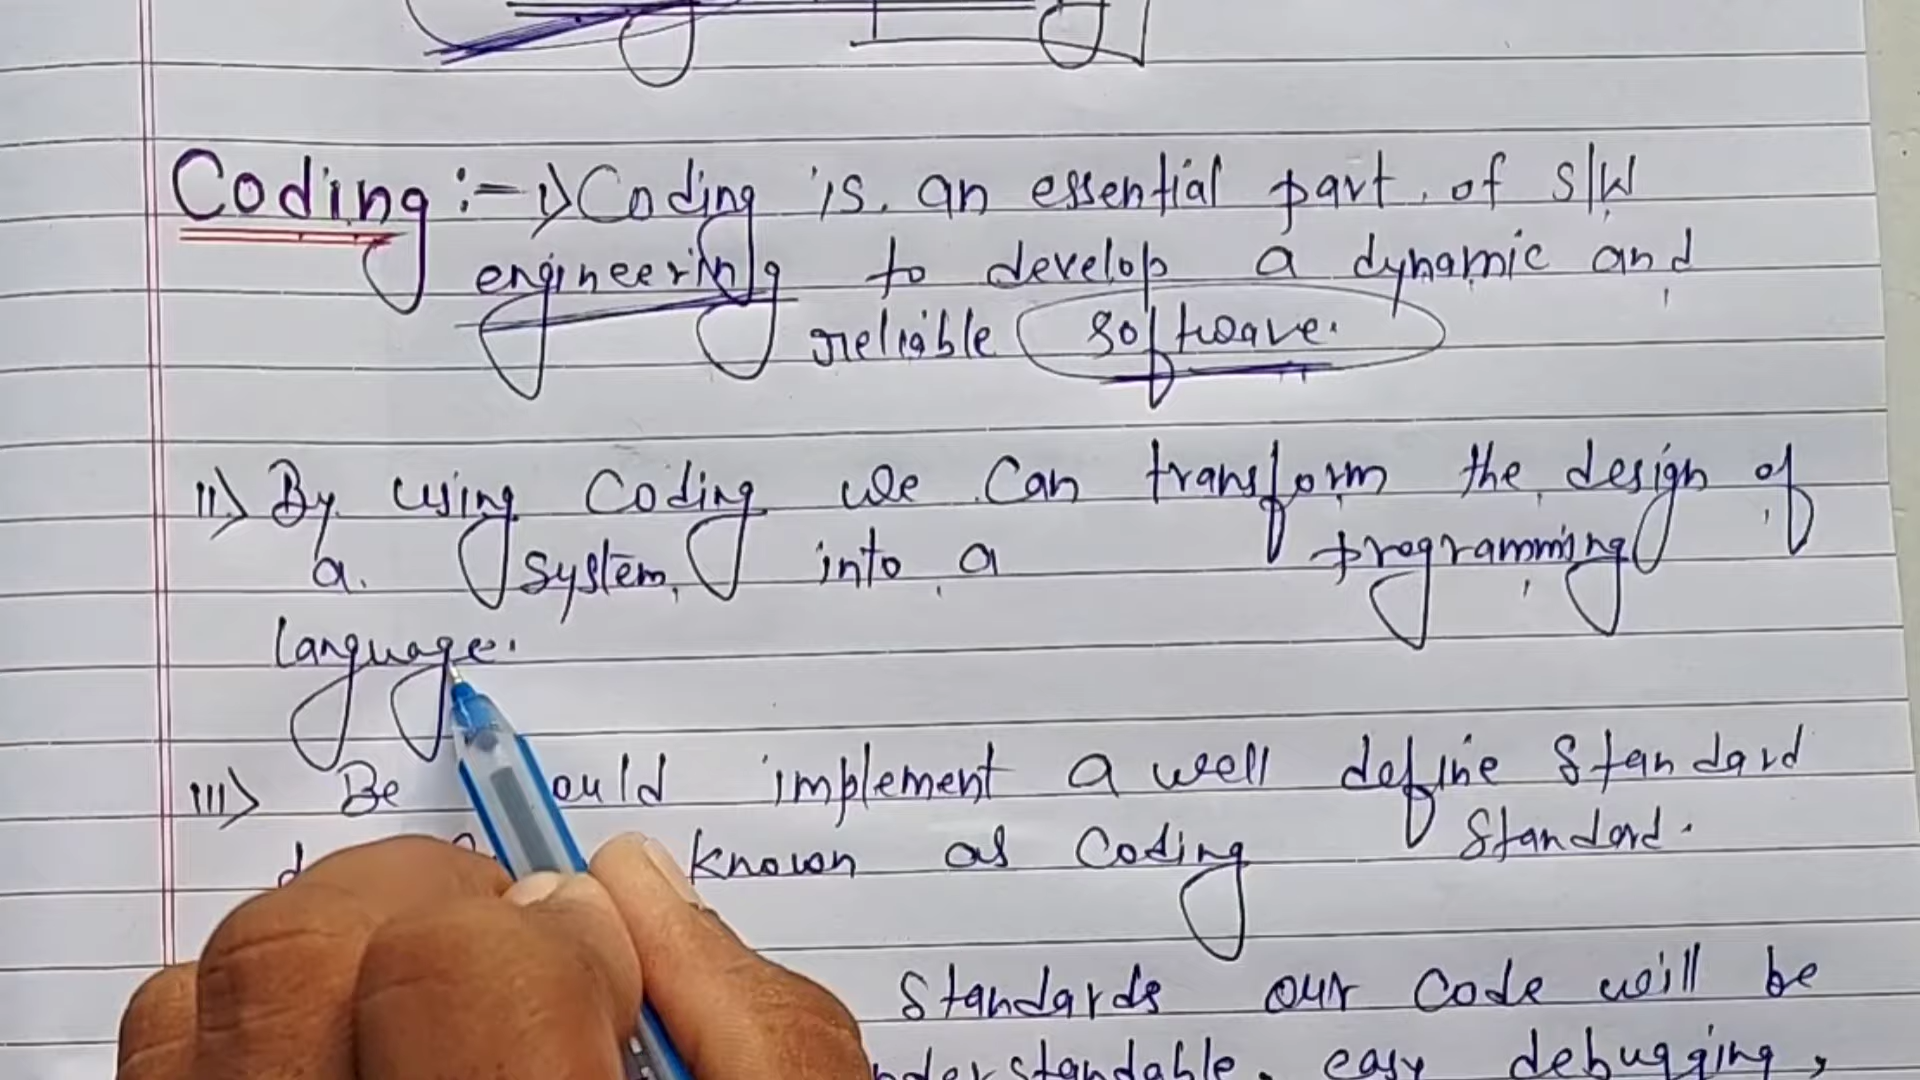 Coding :- i) Coding is an essential part of S/W
engineering to develop a dynamic and
reliable software.
ii) By using Coding we Can transform the design of
a system into a programming
language.
iii) Be implement a well define Standard
known as Coding Standard.
Standards our Code will be
easy debugging,